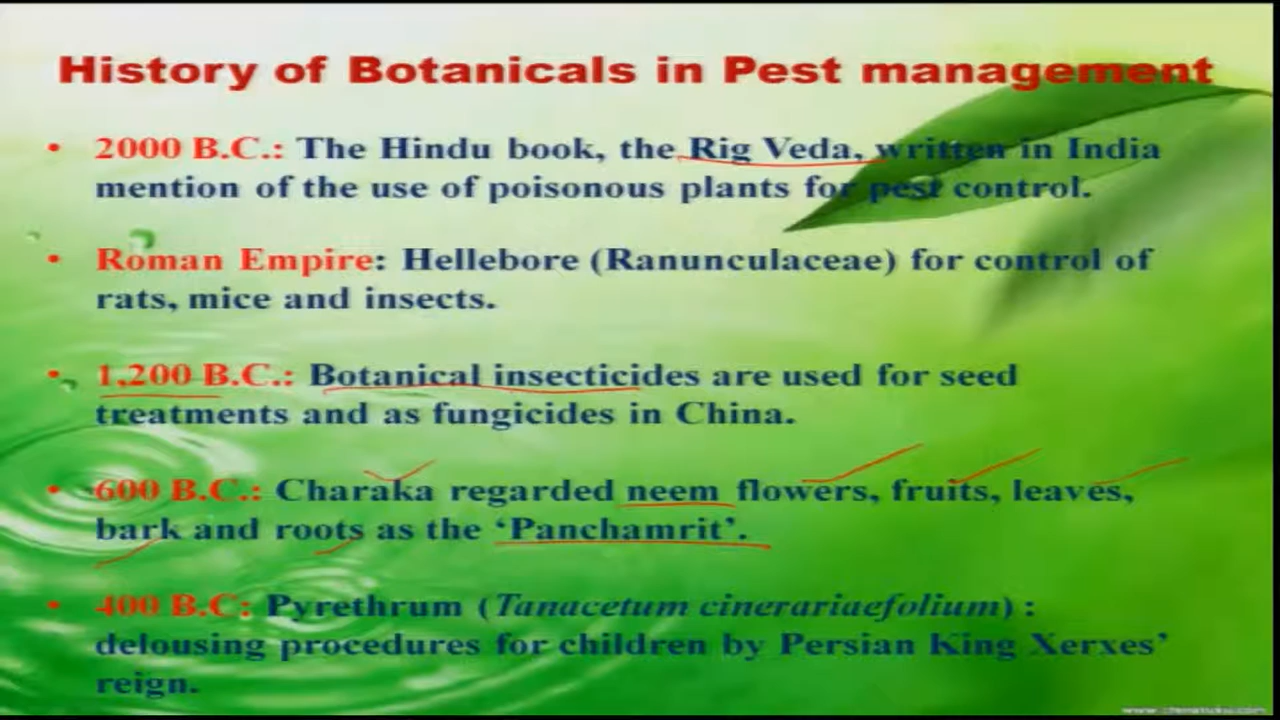 History of Botanicals in Pest management
• 2000 B.C.: The Hindu book, the Rig Veda, written in India
mention of the use of poisonous plants for pest control.
• Roman Empire: Hellebore (Ranunculaceae) for control of
rats, mice and insects.
• 1,200 B.C.: Botanical insecticides are used for seed
treatments and as fungicides in China.
• 600 B.C.: Charaka regarded neem flowers, fruits, leaves,
bark and roots as the ‘Panchamrit’.
• 400 B.C: Pyrethrum (Tanacetum cinerariaefolium) :
delousing procedures for children by Persian King Xerxes’
reign.